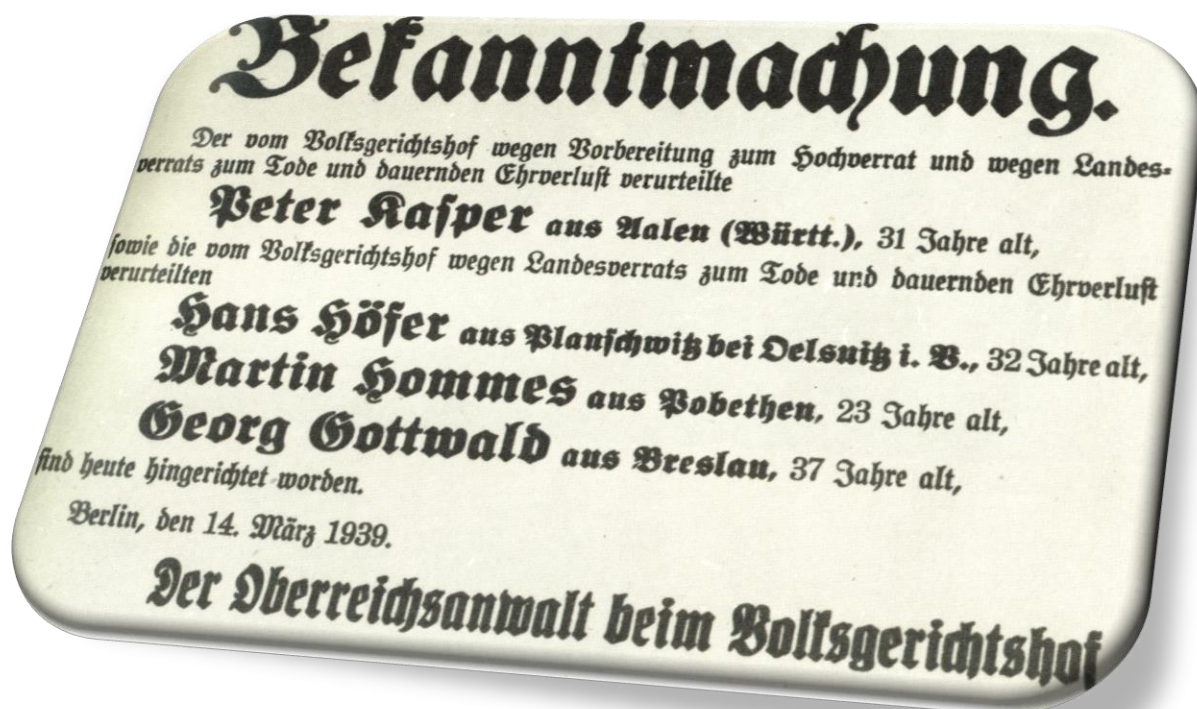 Bekanntmachung.
Der vom Volksgerichtshof wegen Vorbereitung zum Hochverrat und wegen Landes-
verrats zum Tode und dauernden Ehrverlust verurteilte
Peter Kasper aus Aalen (Württ.), 31 Jahre alt,
sowie die vom Volksgerichtshof wegen Landesverrats zum Tode und dauernden Ehrverlust
verurteilten
Hans Höfer aus Planschwitz bei Oelsnitz i. V., 32 Jahre alt,
Martin Hommes aus Pobethen, 23 Jahre alt,
Georg Gottwald aus Breslau, 37 Jahre alt,
sind heute hingerichtet worden.
Berlin, den 14. März 1939.
Der Oberreichsanwalt beim Volksgerichtshof